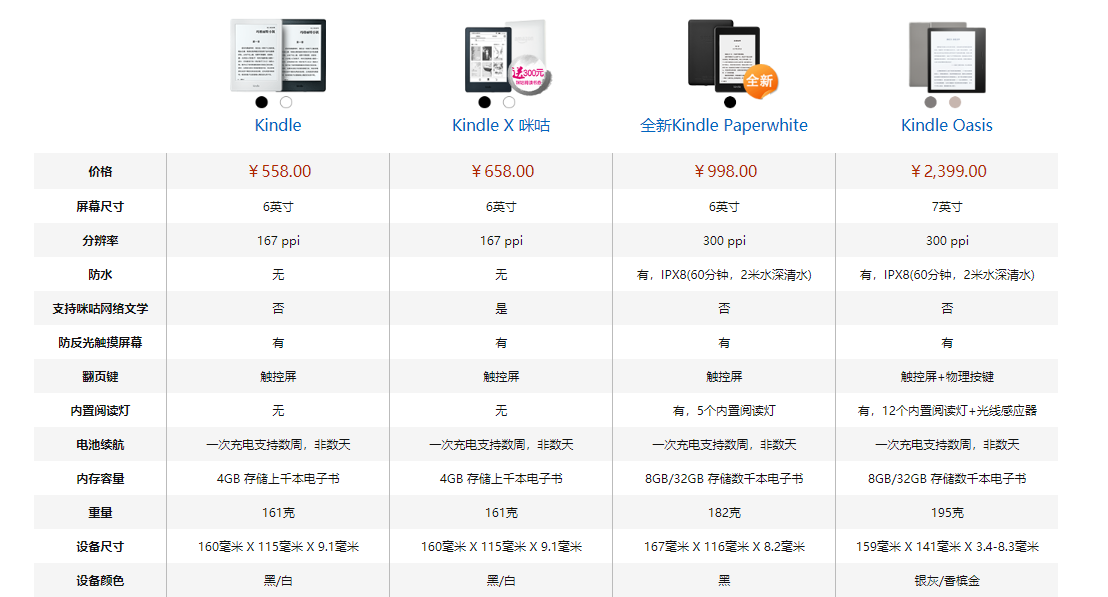 送300元
全新
Kindle
Kindle X 咪咕
全新Kindle Paperwhite
Kindle Oasis
价格 ￥558.00 ￥658.00 ￥998.00 ￥2,399.00
屏幕尺寸 6英寸 6英寸 6英寸 7英寸
分辨率 167 ppi 167 ppi 300 ppi 300 ppi
防水 无 无 有，IPX8(60分钟，2米水深清水) 有，IPX8(60分钟，2米水深清水)
支持咪咕网络文学 否 是 否 否
防反光触摸屏幕 有 有 有 有
翻页键 触控屏 触控屏 触控屏 触控屏+物理按键
内置阅读灯 无 无 有，5个内置阅读灯 有，12个内置阅读灯+光线感应器
电池续航 一次充电支持数周，非数天 一次充电支持数周，非数天 一次充电支持数周，非数天 一次充电支持数周，非数天
内存容量 4GB 存储上千本电子书 4GB 存储上千本电子书 8GB/32GB 存储数千本电子书 8GB/32GB 存储数千本电子书
重量 161克 161克 182克 195克
设备尺寸 160毫米 X 115毫米 X 9.1毫米 160毫米 X 115毫米 X 9.1毫米 167毫米 X 116毫米 X 8.2毫米 159毫米 X 141毫米 X 3.4-8.3毫米
设备颜色 黑/白 黑/白 黑 银灰/香槟金